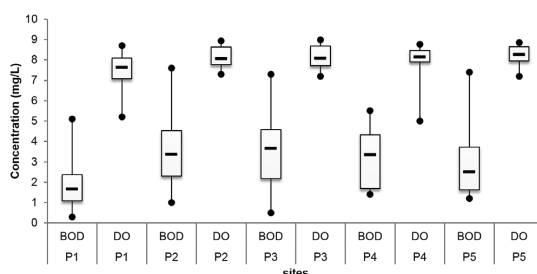 10
9
8
7
6
5
4
3
2
1
0
Concentration (mg/L)
BOD DO BOD DO BOD DO BOD DO BOD DO
P1 P1 P2 P2 P3 P3 P4 P4 P5 P5
sites